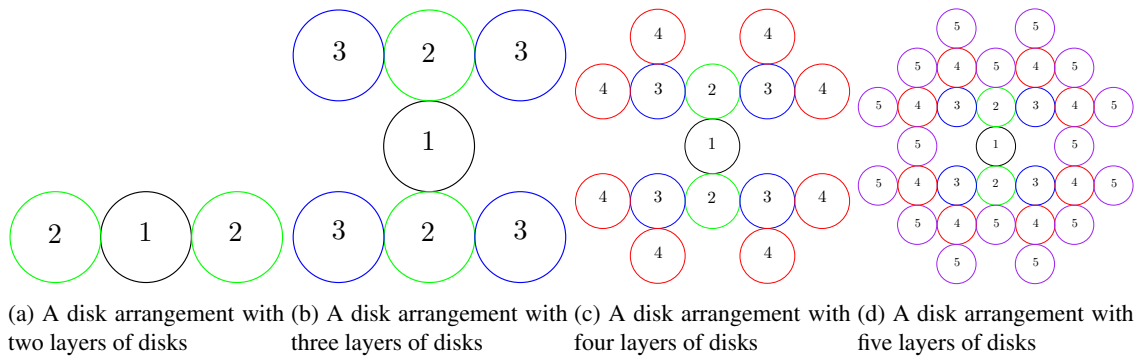 2 1 2
(a) A disk arrangement with
two layers of disks
3 2 3
1
3 2 3
(b) A disk arrangement with
three layers of disks
4 4
4 3 2 3 4
1
4 3 2 3 4
4 4
(c) A disk arrangement with
four layers of disks
5 5
5 4 5 4 5
5 4 3 2 3 4 5
5 1 5
5 4 3 2 3 4 5
5 4 5 4 5
5 5
(d) A disk arrangement with
five layers of disks